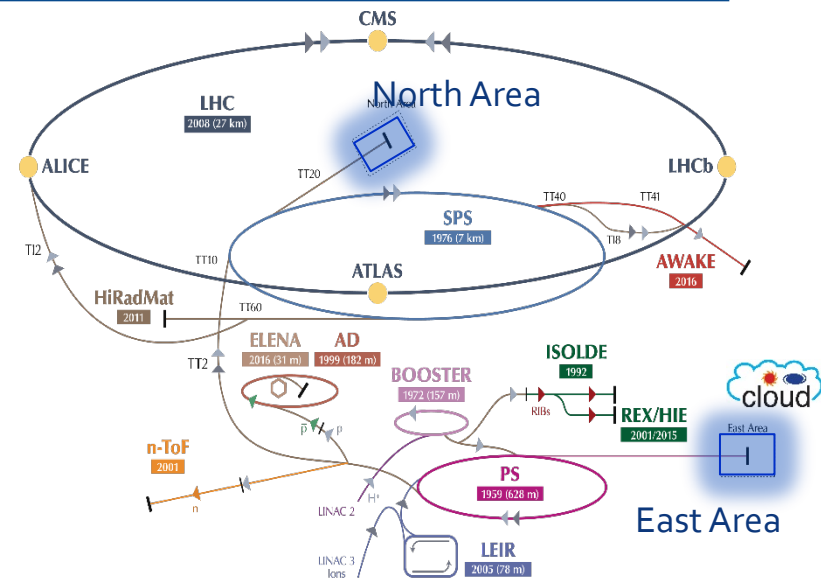 CMS
North Area
North Area
LHC
2008 (27 km)
ALICE
LHCb
TT20
TT40
TT41
SPS
1976 (7 km)
TI8
TI2
TT10
AWAKE
2016
ATLAS
HiRadMat
2011
TT60
ELENA
2016 (31 m)
AD
1999 (182 m)
TT2
BOOSTER
1972 (157 m)
ISOLDE
1992
cloud
RIBs
REX/HIE
2001/2015
East Area
p̄
p
n-ToF
2001
PS
1959 (628 m)
n
H+
LINAC 2
East Area
LINAC 3
Ions
LEIR
2005 (78 m)